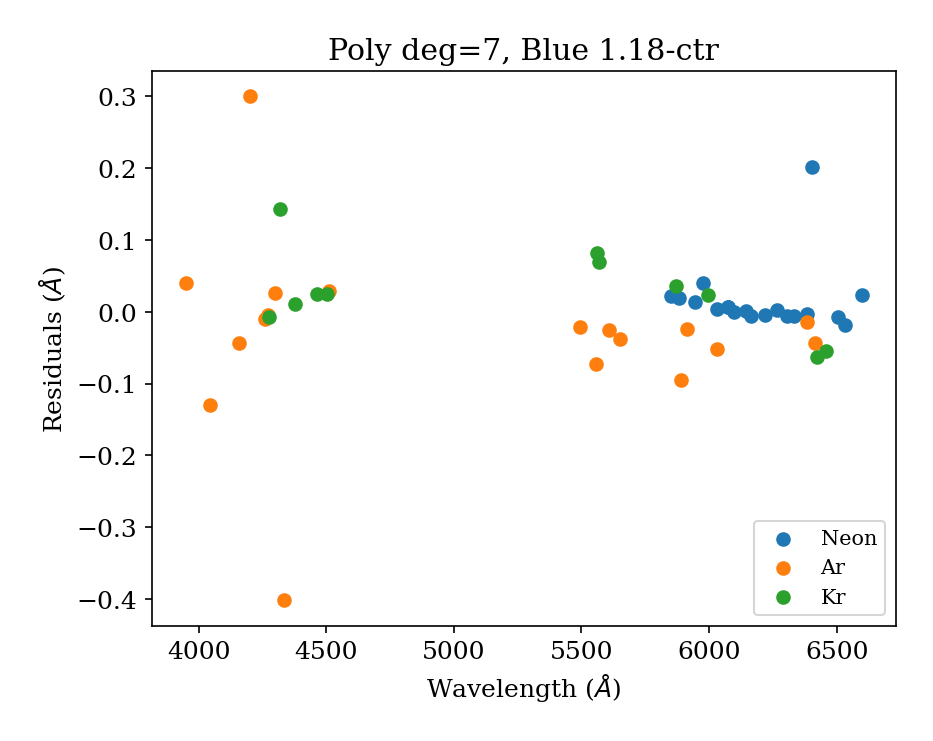 Poly deg=7, Blue 1.18-ctr
0.3
0.2
0.1
0.0
−0.1
−0.2
−0.3
−0.4
Residuals (Å)
4000 4500 5000 5500 6000 6500
Wavelength (Å)
Neon
Ar
Kr